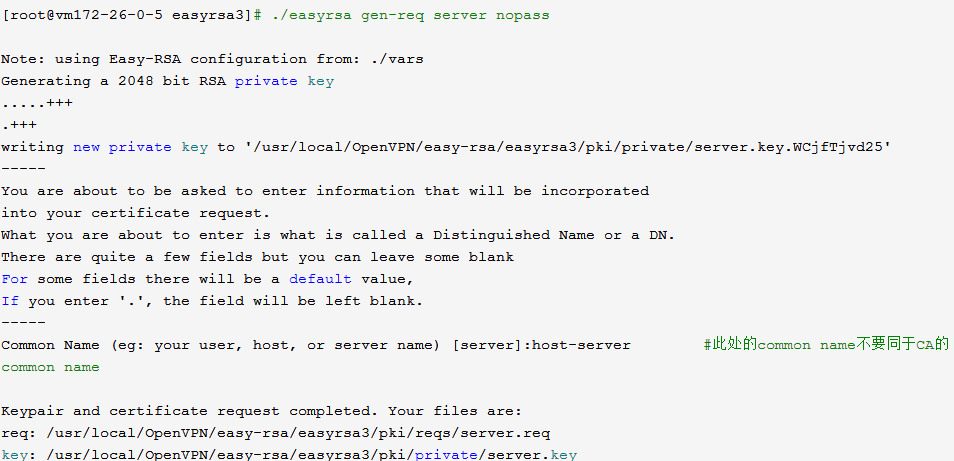 [root@vm172-26-0-5 easyrsa3]# ./easyrsa gen-req server nopass
Note: using Easy-RSA configuration from: ./vars
Generating a 2048 bit RSA private key
.....+++
.+++
writing new private key to '/usr/local/OpenVPN/easy-rsa/easyrsa3/pki/private/server.key.WCjfTjvd25'
-----
You are about to be asked to enter information that will be incorporated
into your certificate request.
What you are about to enter is what is called a Distinguished Name or a DN.
There are quite a few fields but you can leave some blank
For some fields there will be a default value,
If you enter '.', the field will be left blank.
-----
Common Name (eg: your user, host, or server name) [server]:host-server #此处的common name不要同于CA的
common name
Keypair and certificate request completed. Your files are:
req: /usr/local/OpenVPN/easy-rsa/easyrsa3/pki/reqs/server.req
key: /usr/local/OpenVPN/easy-rsa/easyrsa3/pki/private/server.key